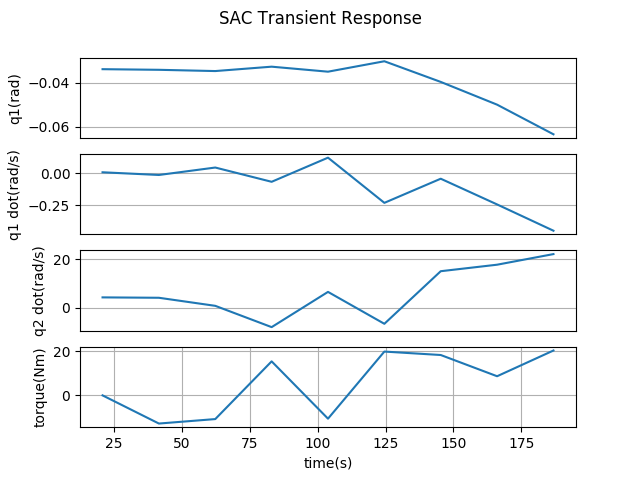 SAC Transient Response
q1(rad)
−0.04
−0.06
q1 dot(rad/s)
0.00
−0.25
q2 dot(rad/s)
20
0
torque(Nm)
20
0
25 50 75 100 125 150 175
time(s)